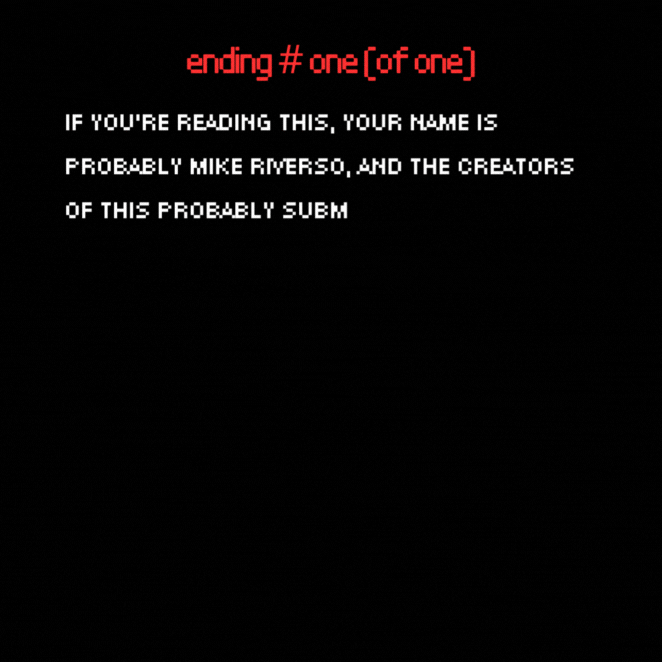 ending # one (of one)
IF YOU'RE READING THIS, YOUR NAME IS
PROBABLY MIKE RIVERSO, AND THE CREATORS
OF THIS PROBABLY SUBM